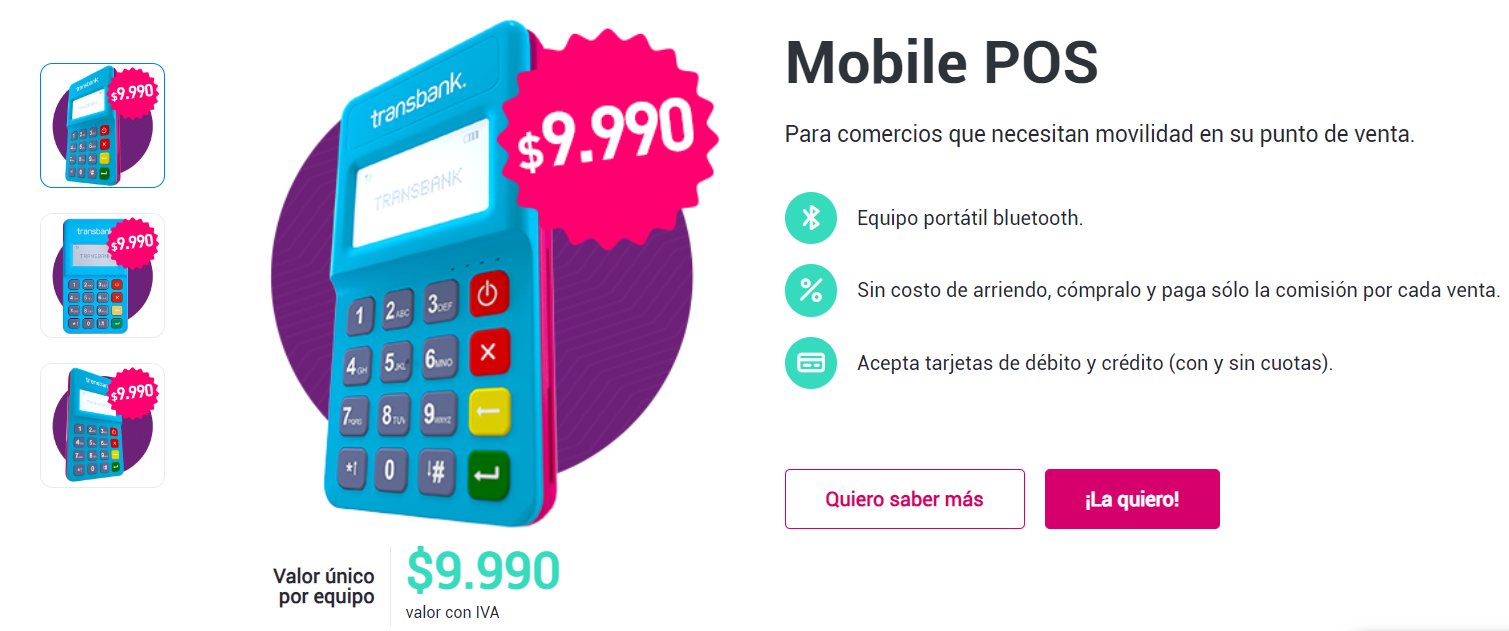 $9.990
$9.990
$9.990
transbank.
TRANSBANK
$9.990
1 2ABC 3DEF
4GHI 5JKL 6MNO
7PQRS 8TUV 9WXYZ
*↑ 0 ↓#
Valor único
por equipo
$9.990
valor con IVA
Mobile POS
Para comercios que necesitan movilidad en su punto de venta.
Equipo portátil bluetooth.
Sin costo de arriendo, cómpralo y paga sólo la comisión por cada venta.
Acepta tarjetas de débito y crédito (con y sin cuotas).
Quiero saber más
¡La quiero!